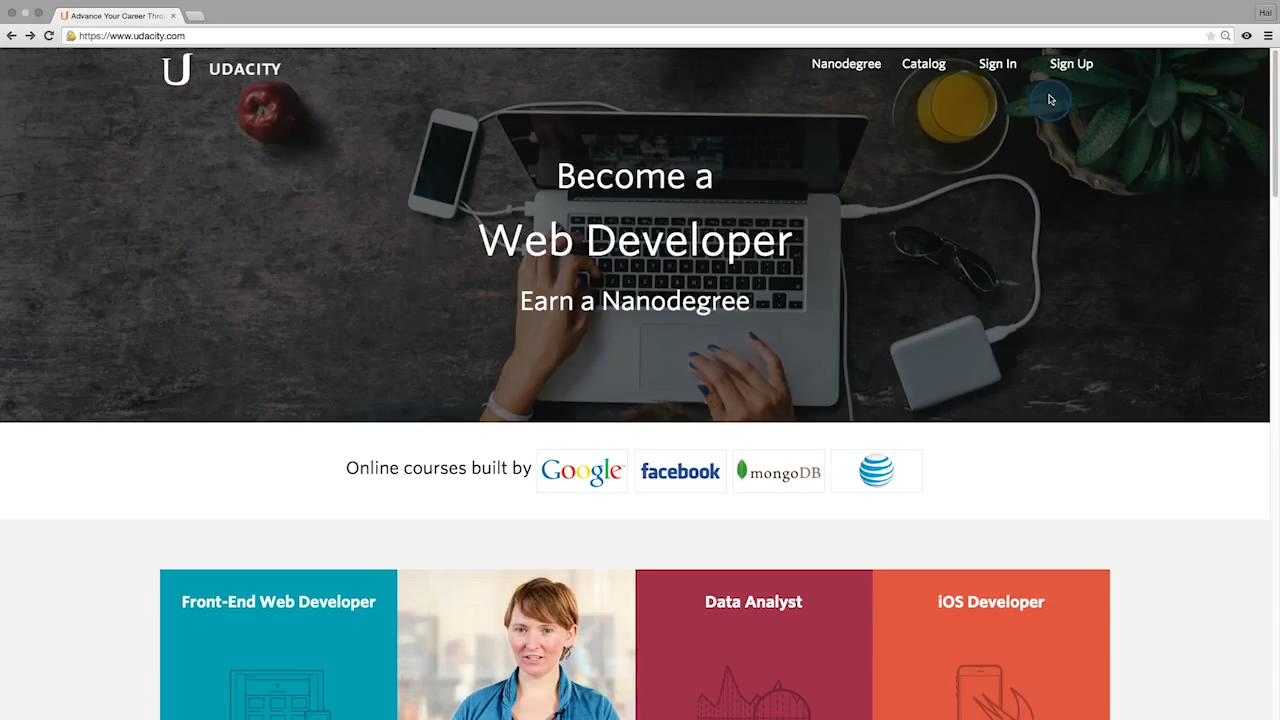 Advance Your Career Thro
Hal
https://www.udacity.com
UDACITY
Nanodegree
Catalog
Sign In
Sign Up
Become a
Web Developer
Earn a Nanodegree
Online courses built by
Google
facebook
mongoDB
Front-End Web Developer
Data Analyst
iOS Developer